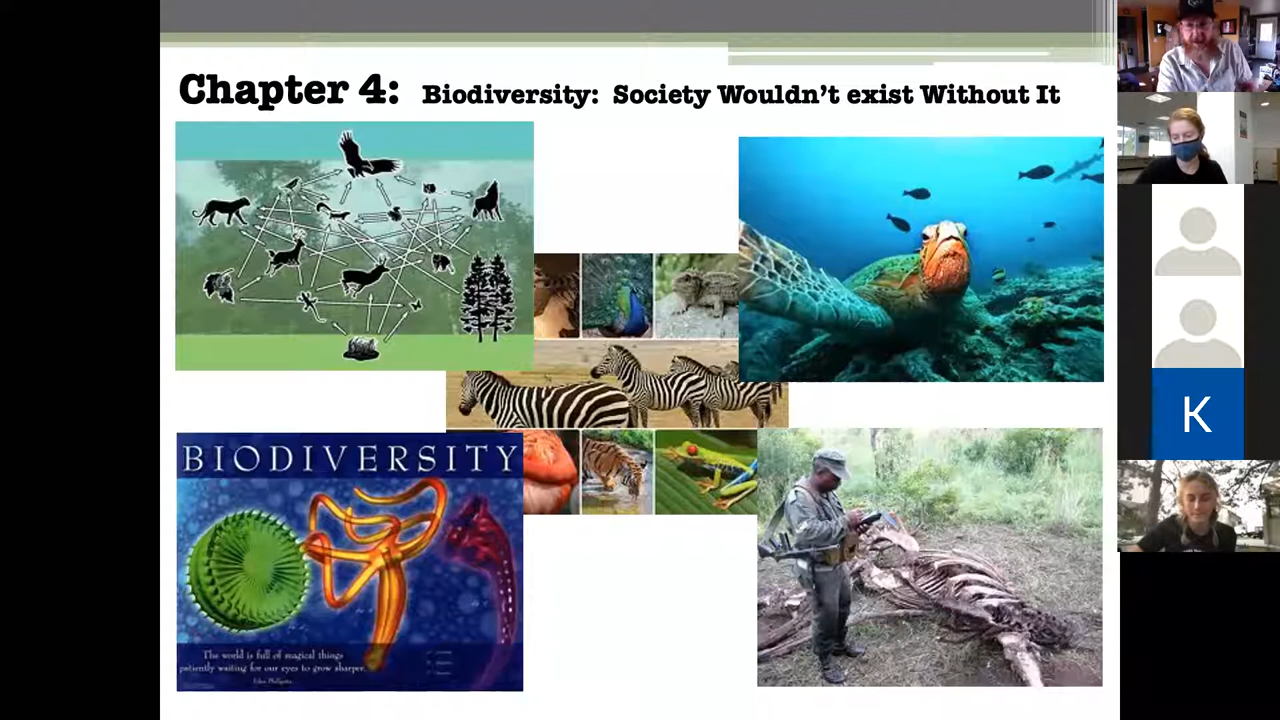 Chapter 4: Biodiversity: Society Wouldn't exist Without It
BIODIVERSITY
The world is full of magical things
patiently waiting for our eyes to grow sharper.
K